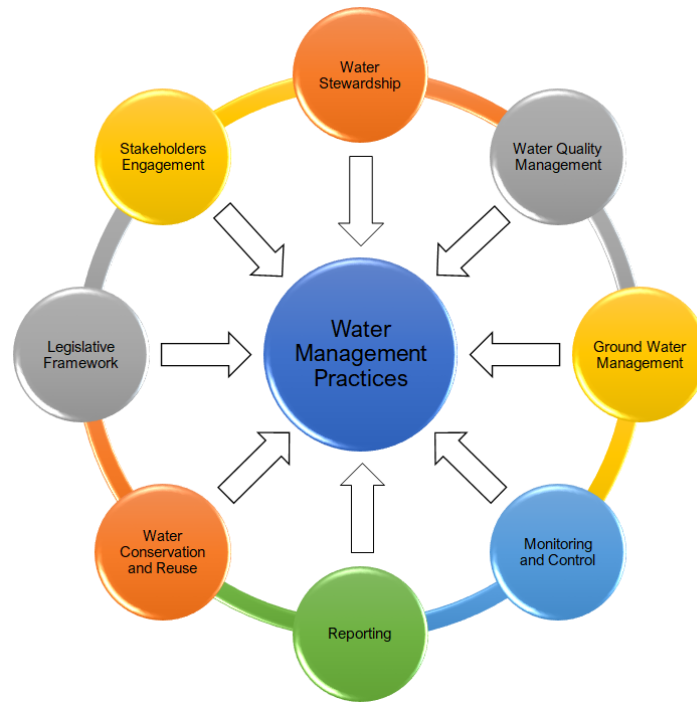 Water
Stewardship
Stakeholders
Engagement
Water Quality
Management
Water
Management
Practices
Legislative
Framework
Ground Water
Management
Water
Conservation
and Reuse
Monitoring
and Control
Reporting